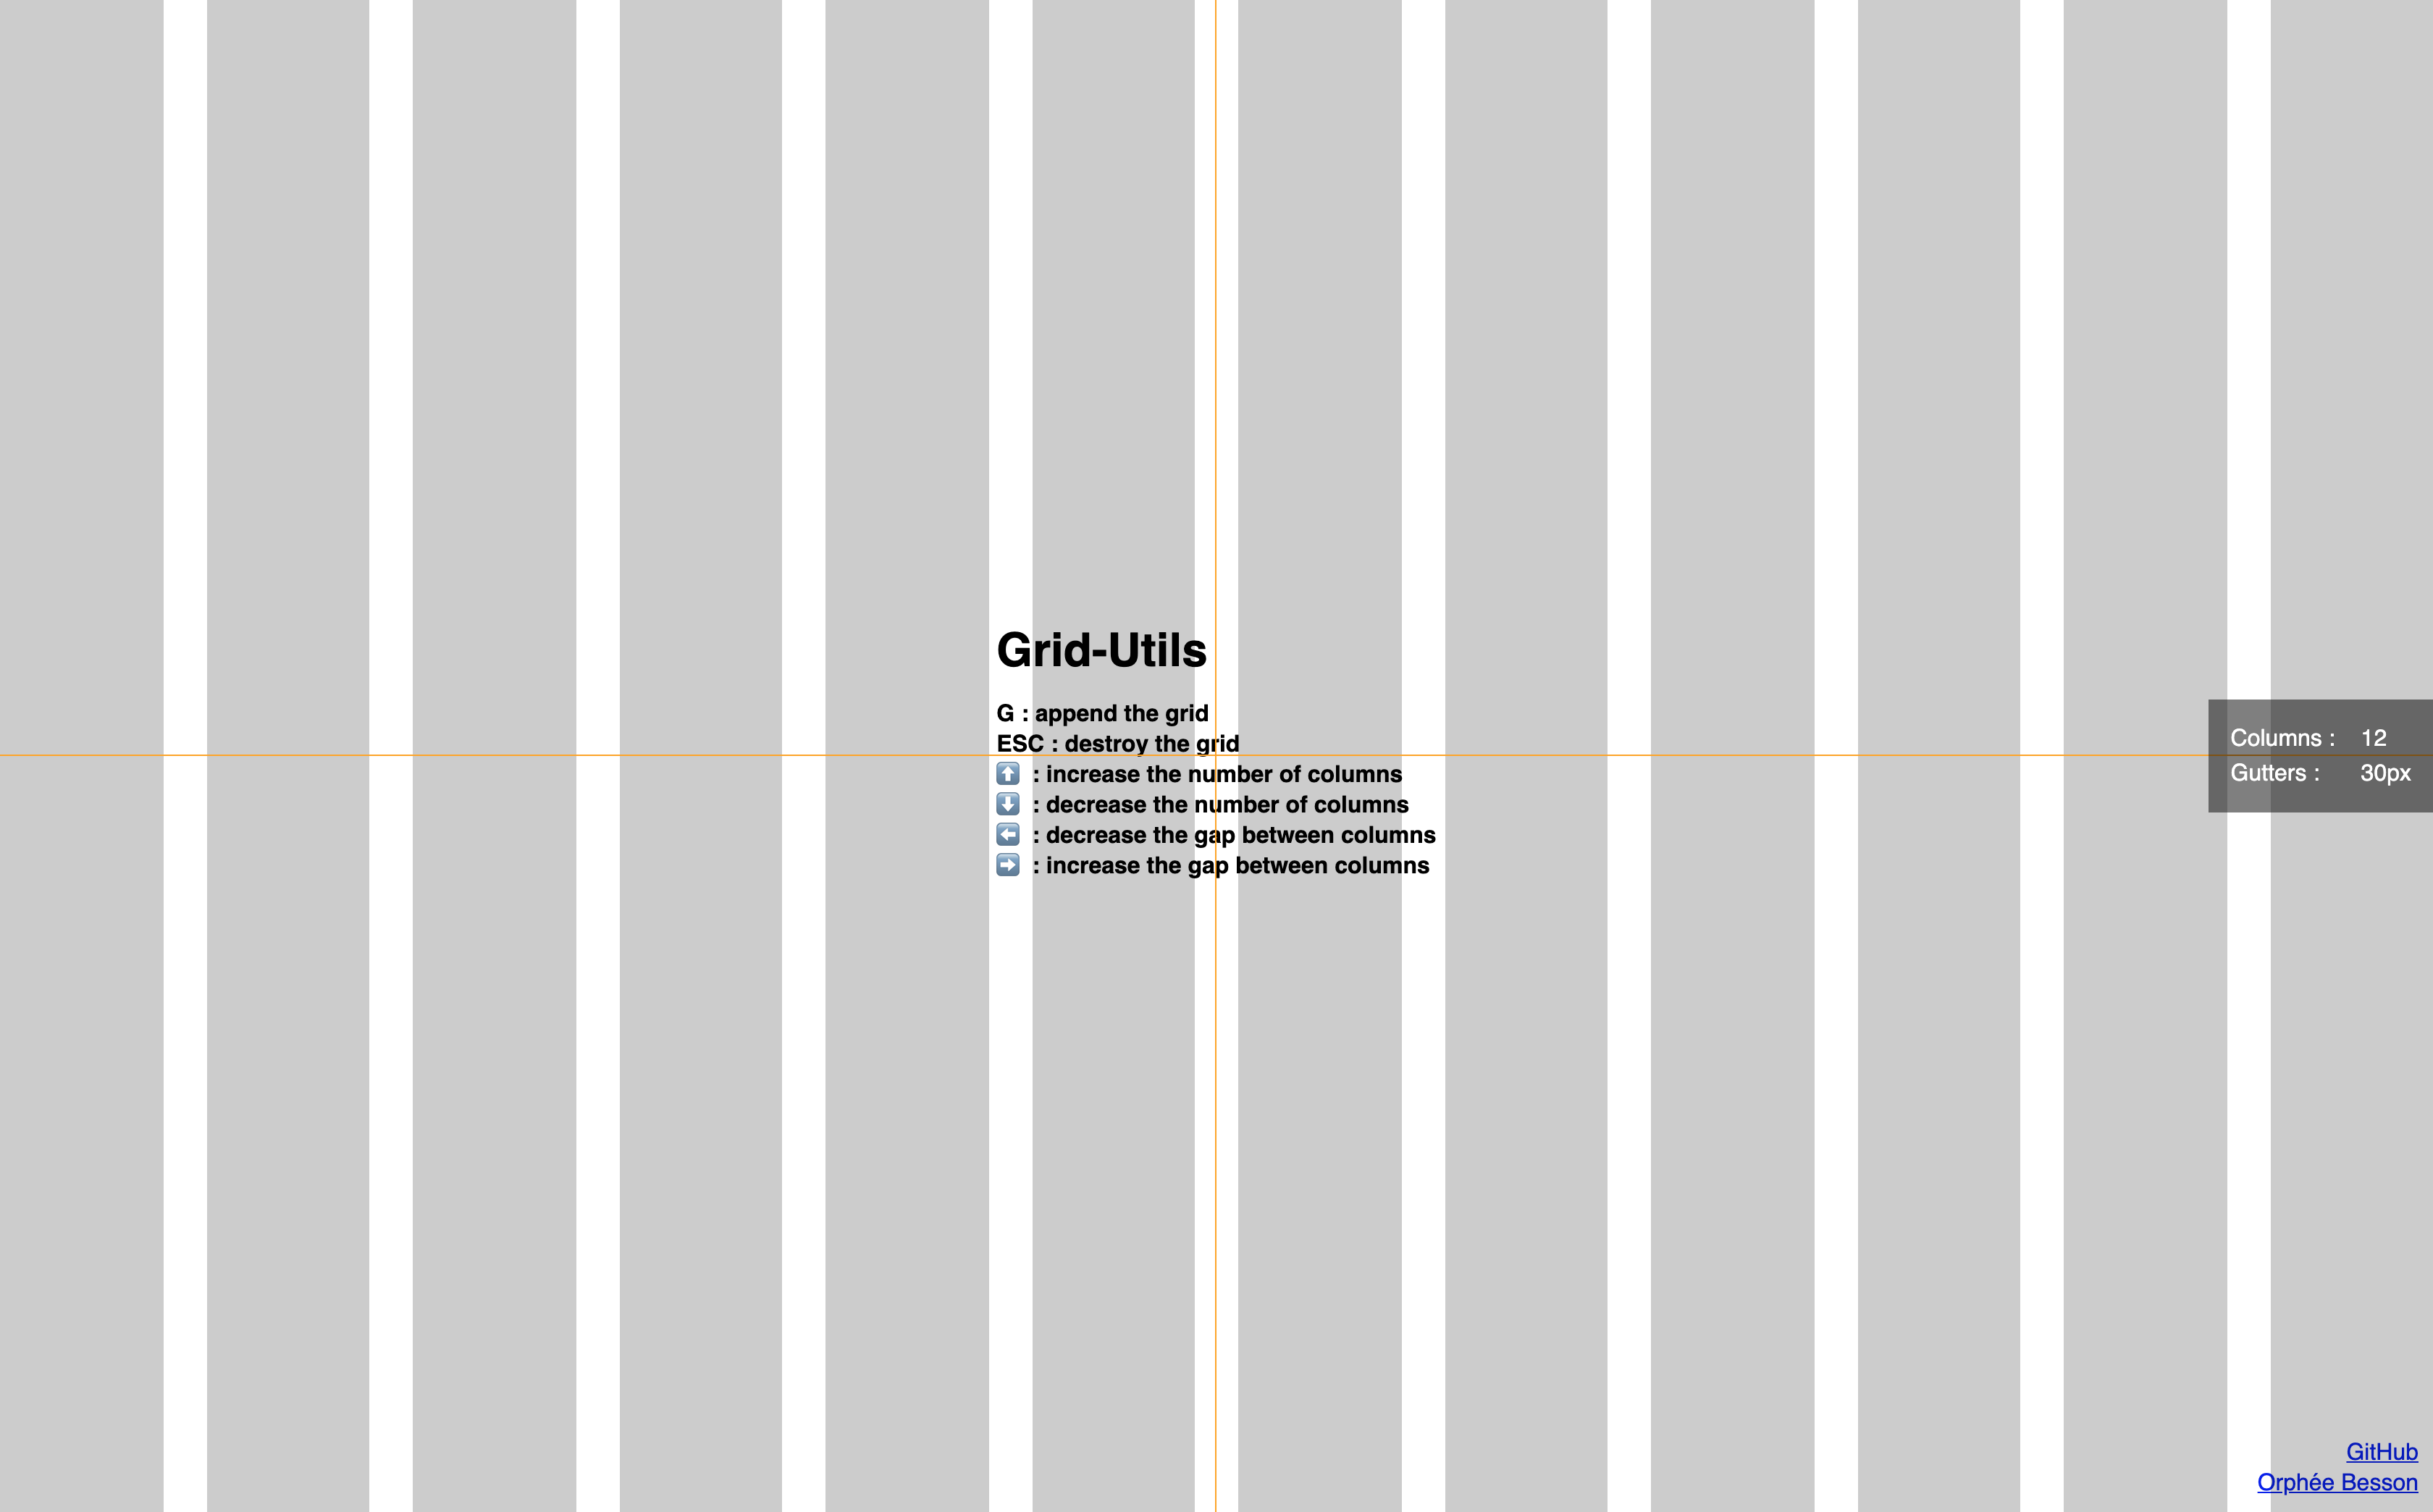 Grid-Utils
G : append the grid
ESC : destroy the grid
⬆️ : increase the number of columns
⬇️ : decrease the number of columns
⬅️ : decrease the gap between columns
➡️ : increase the gap between columns
Columns : 12
Gutters : 30px
GitHub
Orphée Besson